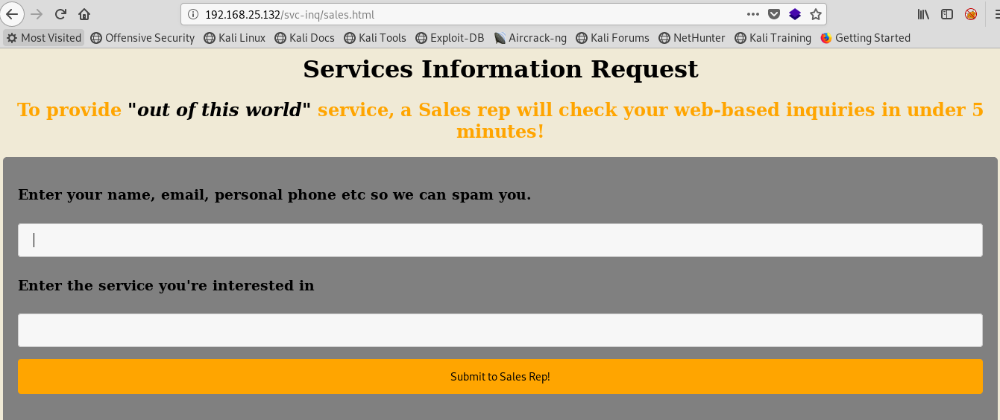 192.168.25.132/svc-inq/sales.html
Most Visited Offensive Security Kali Linux Kali Docs Kali Tools Exploit-DB Aircrack-ng Kali Forums NetHunter Kali Training Getting Started
Services Information Request
To provide "out of this world" service, a Sales rep will check your web-based inquiries in under 5
minutes!
Enter your name, email, personal phone etc so we can spam you.
Enter the service you're interested in
Submit to Sales Rep!